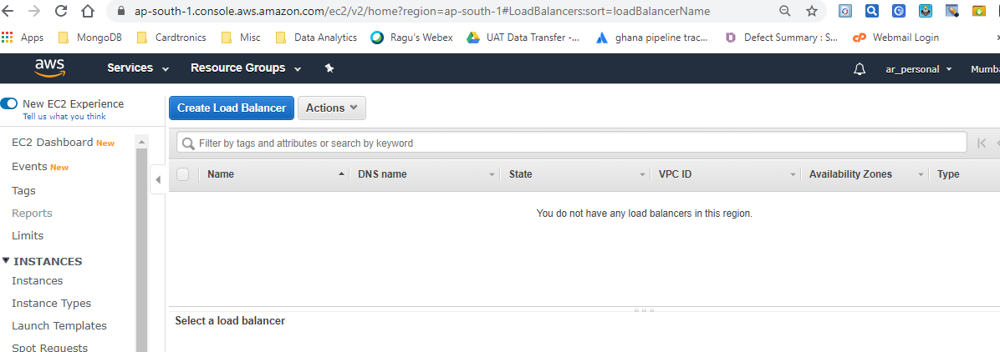 ap-south-1.console.aws.amazon.com/ec2/v2/home?region=ap-south-1#LoadBalancers:sort=loadBalancerName
Apps MongoDB Cardtronics Misc Data Analytics Ragu's Webex UAT Data Transfer -... ghana pipeline trac... Defect Summary : S... cP Webmail Login
aws Services Resource Groups ar_personal Mumba
New EC2 Experience
Tell us what you think
Create Load Balancer Actions
EC2 Dashboard New
Filter by tags and attributes or search by keyword
Events New
Name DNS name State VPC ID Availability Zones Type
Tags
Reports
You do not have any load balancers in this region.
Limits
INSTANCES
Instances
Instance Types
Launch Templates
Select a load balancer
Spot Requests